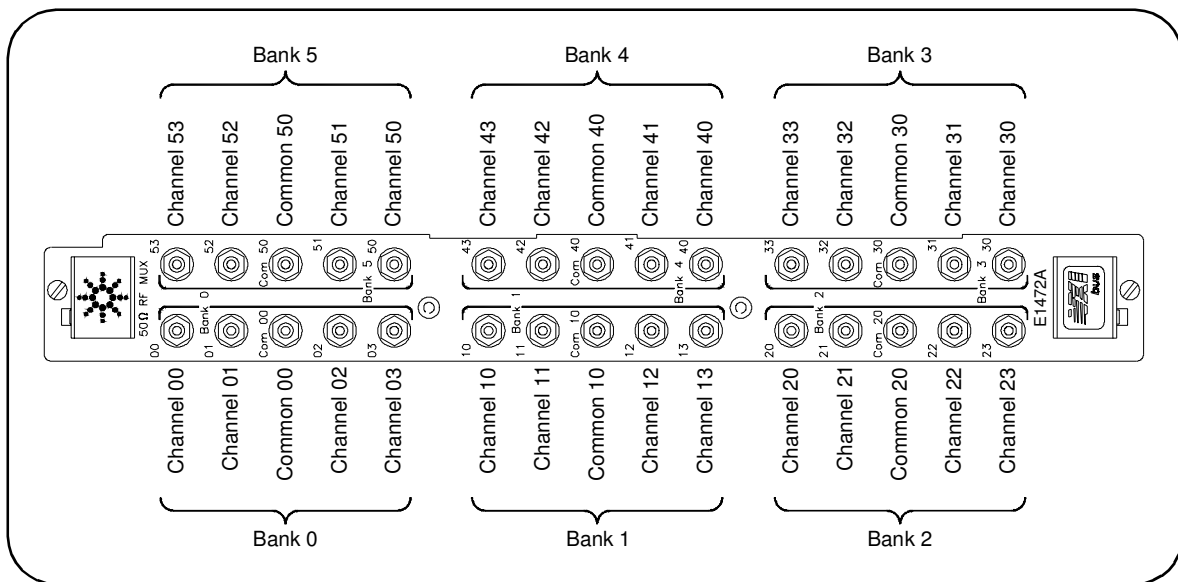 Bank 5
Bank 4
Bank 3
Channel 53
Channel 52
Common 50
Channel 51
Channel 50
Channel 43
Channel 42
Common 40
Channel 41
Channel 40
Channel 33
Channel 32
Common 30
Channel 31
Channel 30
50Ω RF MUX
53
52
Com 50
51
50
Bank 5
43
42
Com 40
41
40
Bank 4
33
32
Com 30
31
30
Bank 3
E1472A
VXI bus
00
Bank 0
01
Com 00
02
03
10
Bank 1
11
Com 10
12
13
20
Bank 2
21
Com 20
22
23
Channel 00
Channel 01
Common 00
Channel 02
Channel 03
Channel 10
Channel 11
Common 10
Channel 12
Channel 13
Channel 20
Channel 21
Common 20
Channel 22
Channel 23
Bank 0
Bank 1
Bank 2